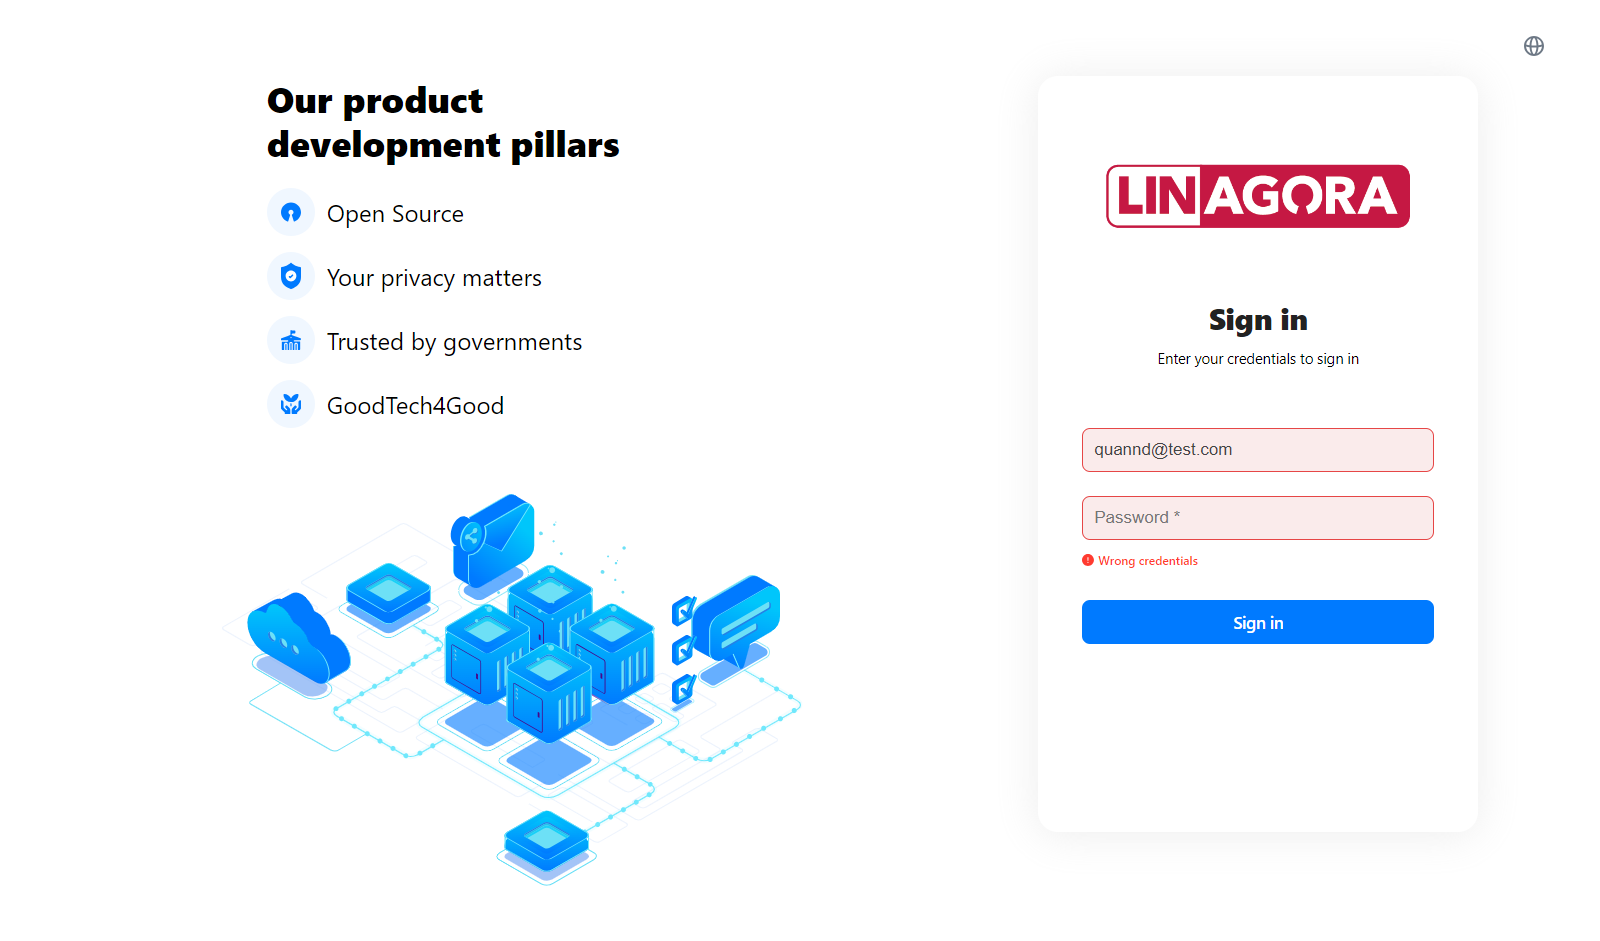 Our product
development pillars
Open Source
Your privacy matters
Trusted by governments
GoodTech4Good
LINAGORA
Sign in
Enter your credentials to sign in
quannd@test.com
Password *
Wrong credentials
Sign in